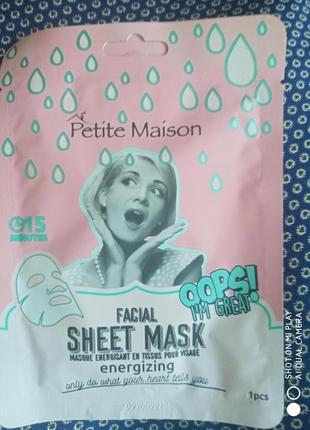 Petite Maison
15
MINUTES
OOPS!
I'M GREAT!
FACIAL
SHEET MASK
MASQUE ENERGISANT EN TISSUS POUR VISAGE
energizing
only do what your heart tells you
1pcs
SHOT ON MI PLAY
AI DUAL CAMERA